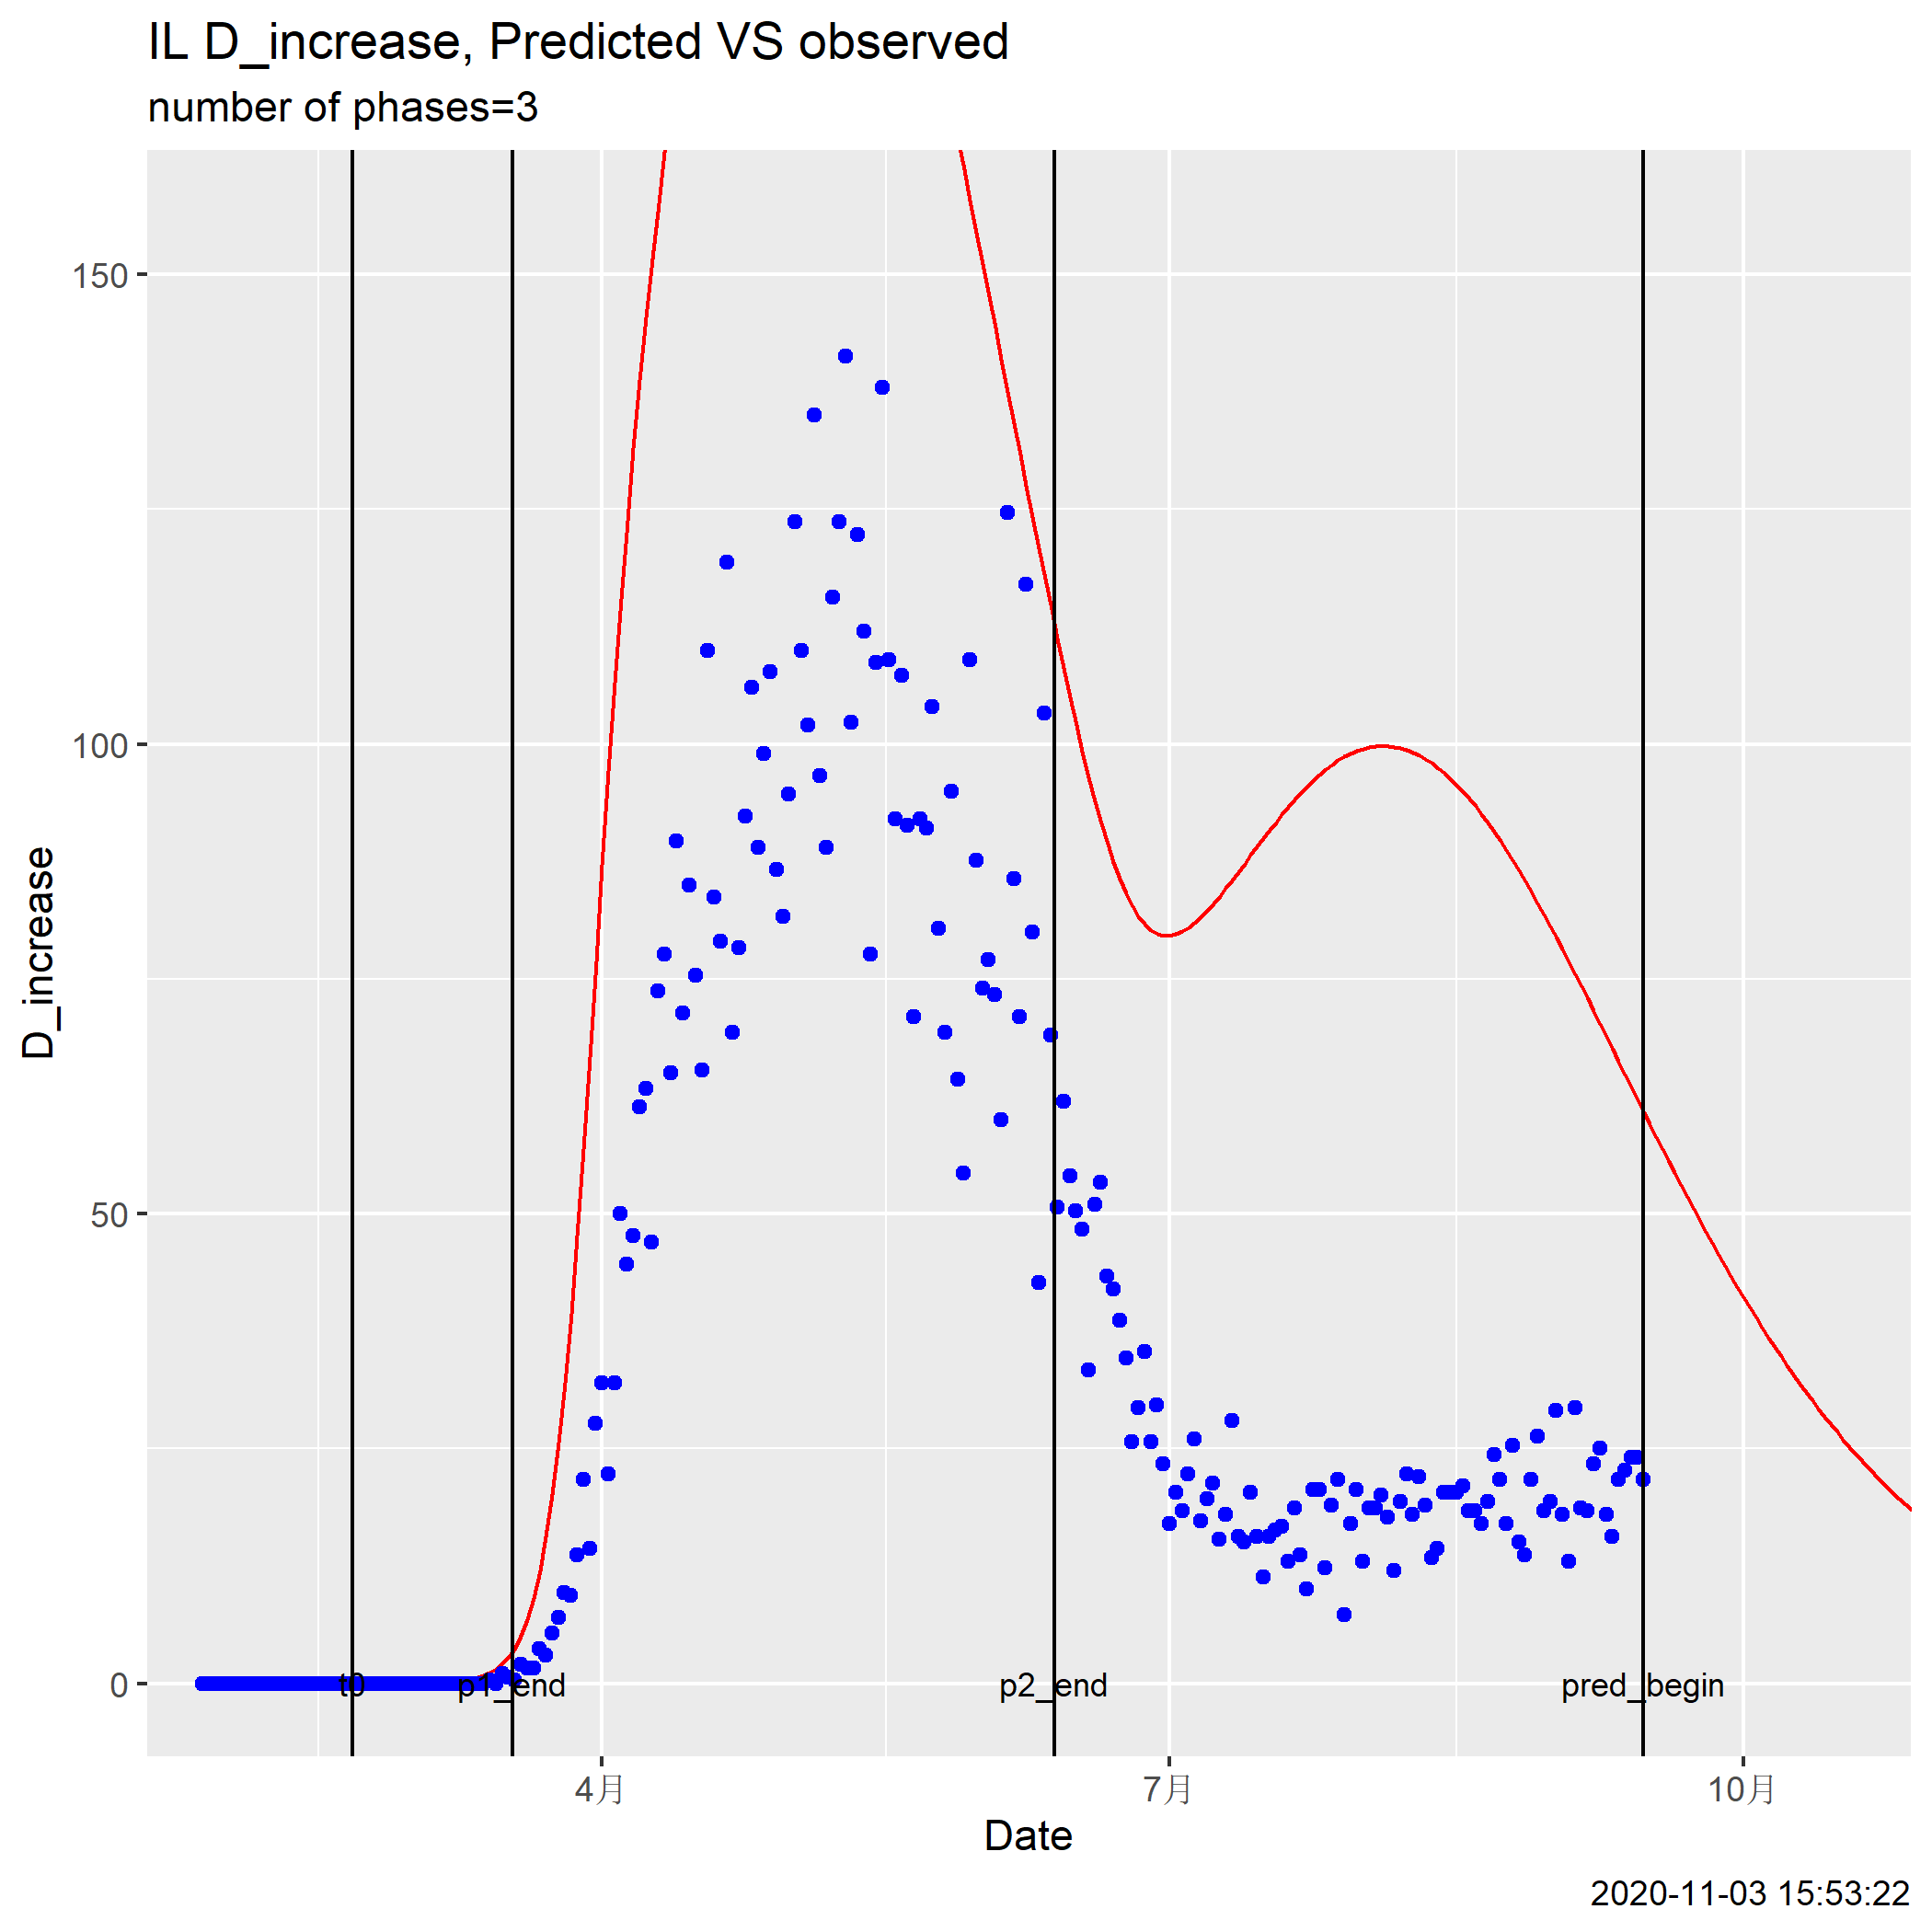 IL D_increase, Predicted VS observed
number of phases=3
150
100
50
0
D_increase
t0
p1_end
p2_end
pred_begin
4月
7月
10月
Date
2020-11-03 15:53:22